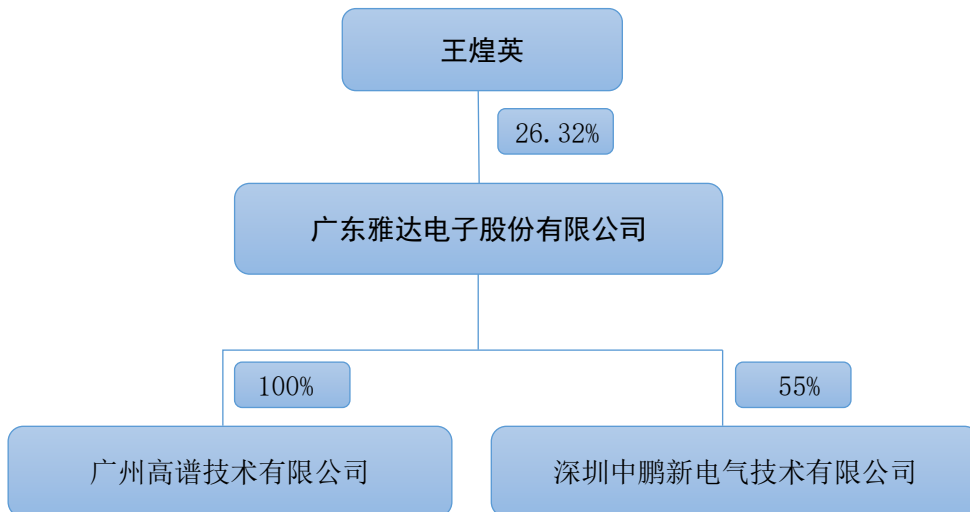 王煌英
26.32%
广东雅达电子股份有限公司
100%
55%
广州高谱技术有限公司
深圳中鹏新电气技术有限公司